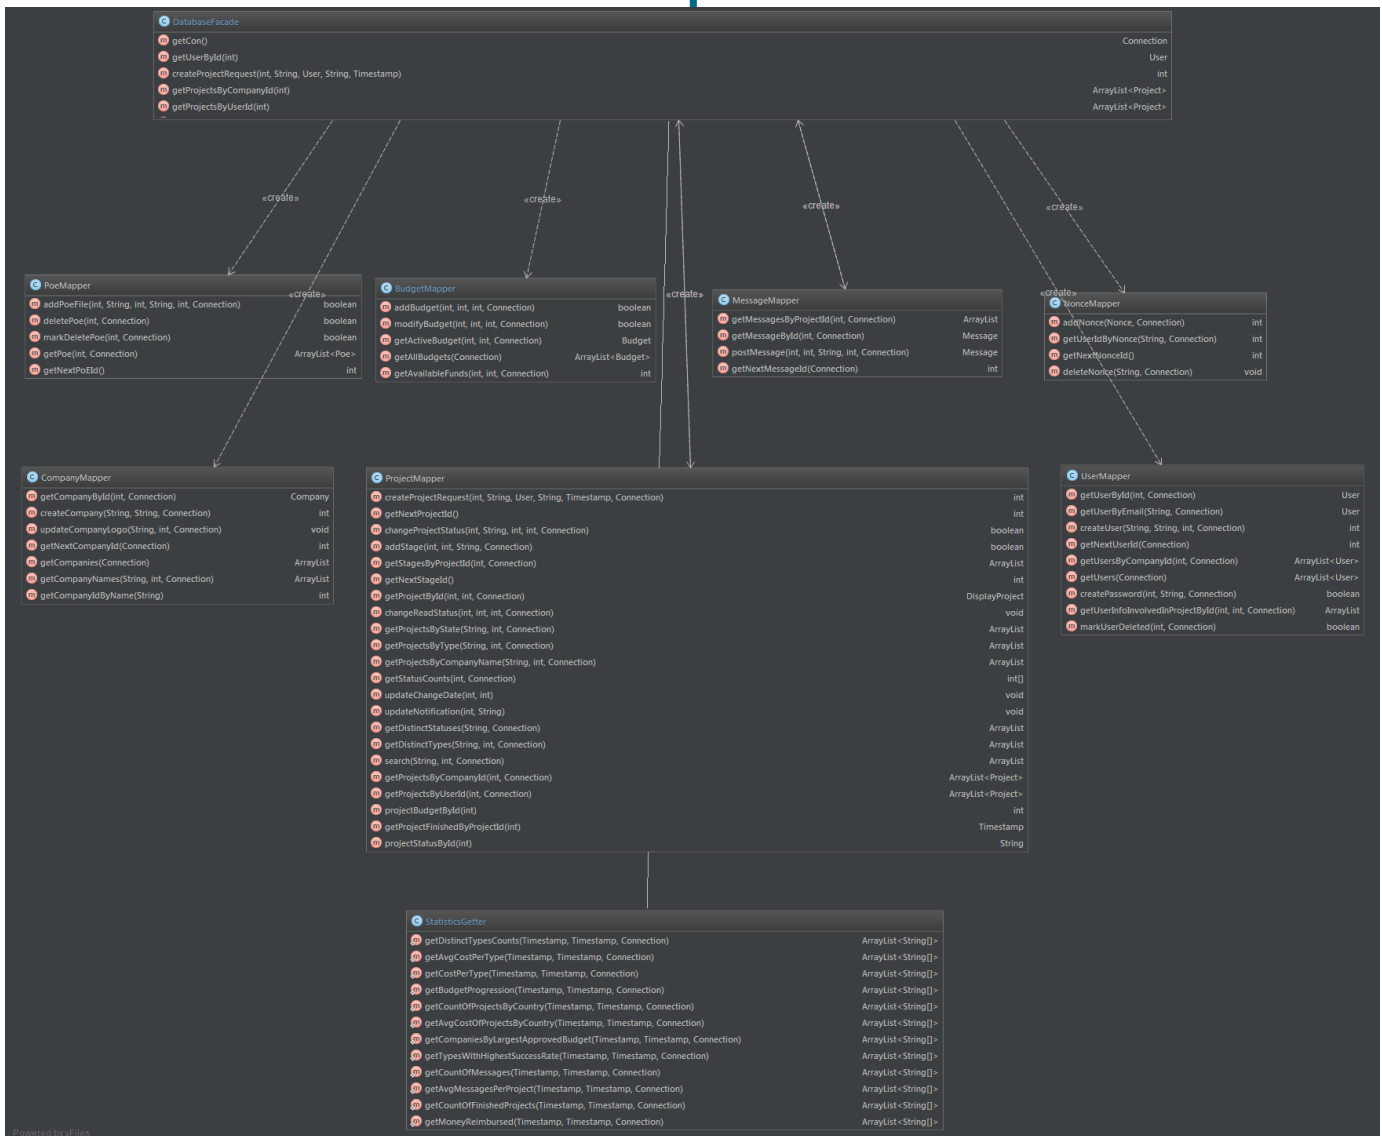 DatabaseFacade
getCon() Connection
getUserById(int) User
createProjectRequest(int, String, User, String, Timestamp) int
getProjectsByCompanyId(int) ArrayList<Project>
getProjectsByUserId(int) ArrayList<Project>
«create»
«create»
«create»
«create»
«create»
«create»
«create»
PoeMapper
addPoeFile(int, String, int, String, int, Connection) boolean
deletePoe(int, Connection) boolean
markDeletePoe(int, Connection) boolean
getPoe(int, Connection) ArrayList<Poe>
getNextPoEId() int
BudgetMapper
addBudget(int, int, int, Connection) boolean
modifyBudget(int, int, int, Connection) boolean
getActiveBudget(int, int, Connection) Budget
getAllBudgets(Connection) ArrayList<Budget>
getAvailableFunds(int, int, Connection) int
MessageMapper
getMessagesByProjectId(int, Connection) ArrayList
getMessageById(int, Connection) Message
postMessage(int, int, String, int, Connection) Message
getNextMessageId(Connection) int
NonceMapper
addNonce(Nonce, Connection) int
getUserIdByNonce(String, Connection) int
getNextNonceId() int
deleteNonce(String, Connection) void
CompanyMapper
getCompanyById(int, Connection) Company
createCompany(String, String, Connection) int
updateCompanyLogo(String, int, Connection) void
getNextCompanyId(Connection) int
getCompanies(Connection) ArrayList
getCompanyNames(String, int, Connection) ArrayList
getCompanyIdByName(String) int
ProjectMapper
createProjectRequest(int, String, User, String, Timestamp, Connection) int
getNextProjectId() int
changeProjectStatus(int, String, int, int, Connection) boolean
addStage(int, int, String, Connection) boolean
getStagesByProjectId(int, Connection) ArrayList
getNextStageId() int
getProjectById(int, Connection) DisplayProject
changeReadStatus(int, int, int, Connection) void
getProjectsByState(String, int, Connection) ArrayList
getProjectsByType(String, int, Connection) ArrayList
getProjectsByCompanyName(String, int, Connection) ArrayList
getStatusCounts(int, Connection) int[]
updateChangeDate(int, int) void
updateNotification(int, String) void
getDistinctStatuses(String, Connection) ArrayList
getDistinctTypes(String, int, Connection) ArrayList
search(String, int, Connection) ArrayList
getProjectsByCompanyId(int, Connection) ArrayList<Project>
getProjectsByUserId(int, Connection) ArrayList<Project>
projectBudgetById(int) int
getProjectFinishedByProjectId(int) Timestamp
projectStatusById(int) String
UserMapper
getUserById(int, Connection) User
getUserByEmail(String, Connection) User
createUser(String, String, int, Connection) int
getNextUserId(Connection) int
getUsersByCompanyId(int, Connection) ArrayList<User>
getUsers(Connection) ArrayList<User>
createPassword(int, String, Connection) boolean
getUserInfoInvolvedInProjectById(int, int, Connection) ArrayList
markUserDeleted(int, Connection) boolean
StatisticsGetter
getDistinctTypesCounts(Timestamp, Timestamp, Connection) ArrayList<String[]>
getAvgCostPerType(Timestamp, Timestamp, Connection) ArrayList<String[]>
getCostPerType(Timestamp, Timestamp, Connection) ArrayList<String[]>
getBudgetProgression(Timestamp, Timestamp, Connection) ArrayList<String[]>
getCountOfProjectsByCountry(Timestamp, Timestamp, Connection) ArrayList<String[]>
getAvgCostOfProjectsByCountry(Timestamp, Timestamp, Connection) ArrayList<String[]>
getCompaniesByLargestApprovedBudget(Timestamp, Timestamp, Connection) ArrayList<String[]>
getTypesWithHighestSuccessRate(Timestamp, Timestamp, Connection) ArrayList<String[]>
getCountOfMessages(Timestamp, Timestamp, Connection) ArrayList<String[]>
getAvgMessagesPerProject(Timestamp, Timestamp, Connection) ArrayList<String[]>
getCountOfFinishedProjects(Timestamp, Timestamp, Connection) ArrayList<String[]>
getMoneyReimbursed(Timestamp, Timestamp, Connection) ArrayList<String[]>
Powered by yFiles